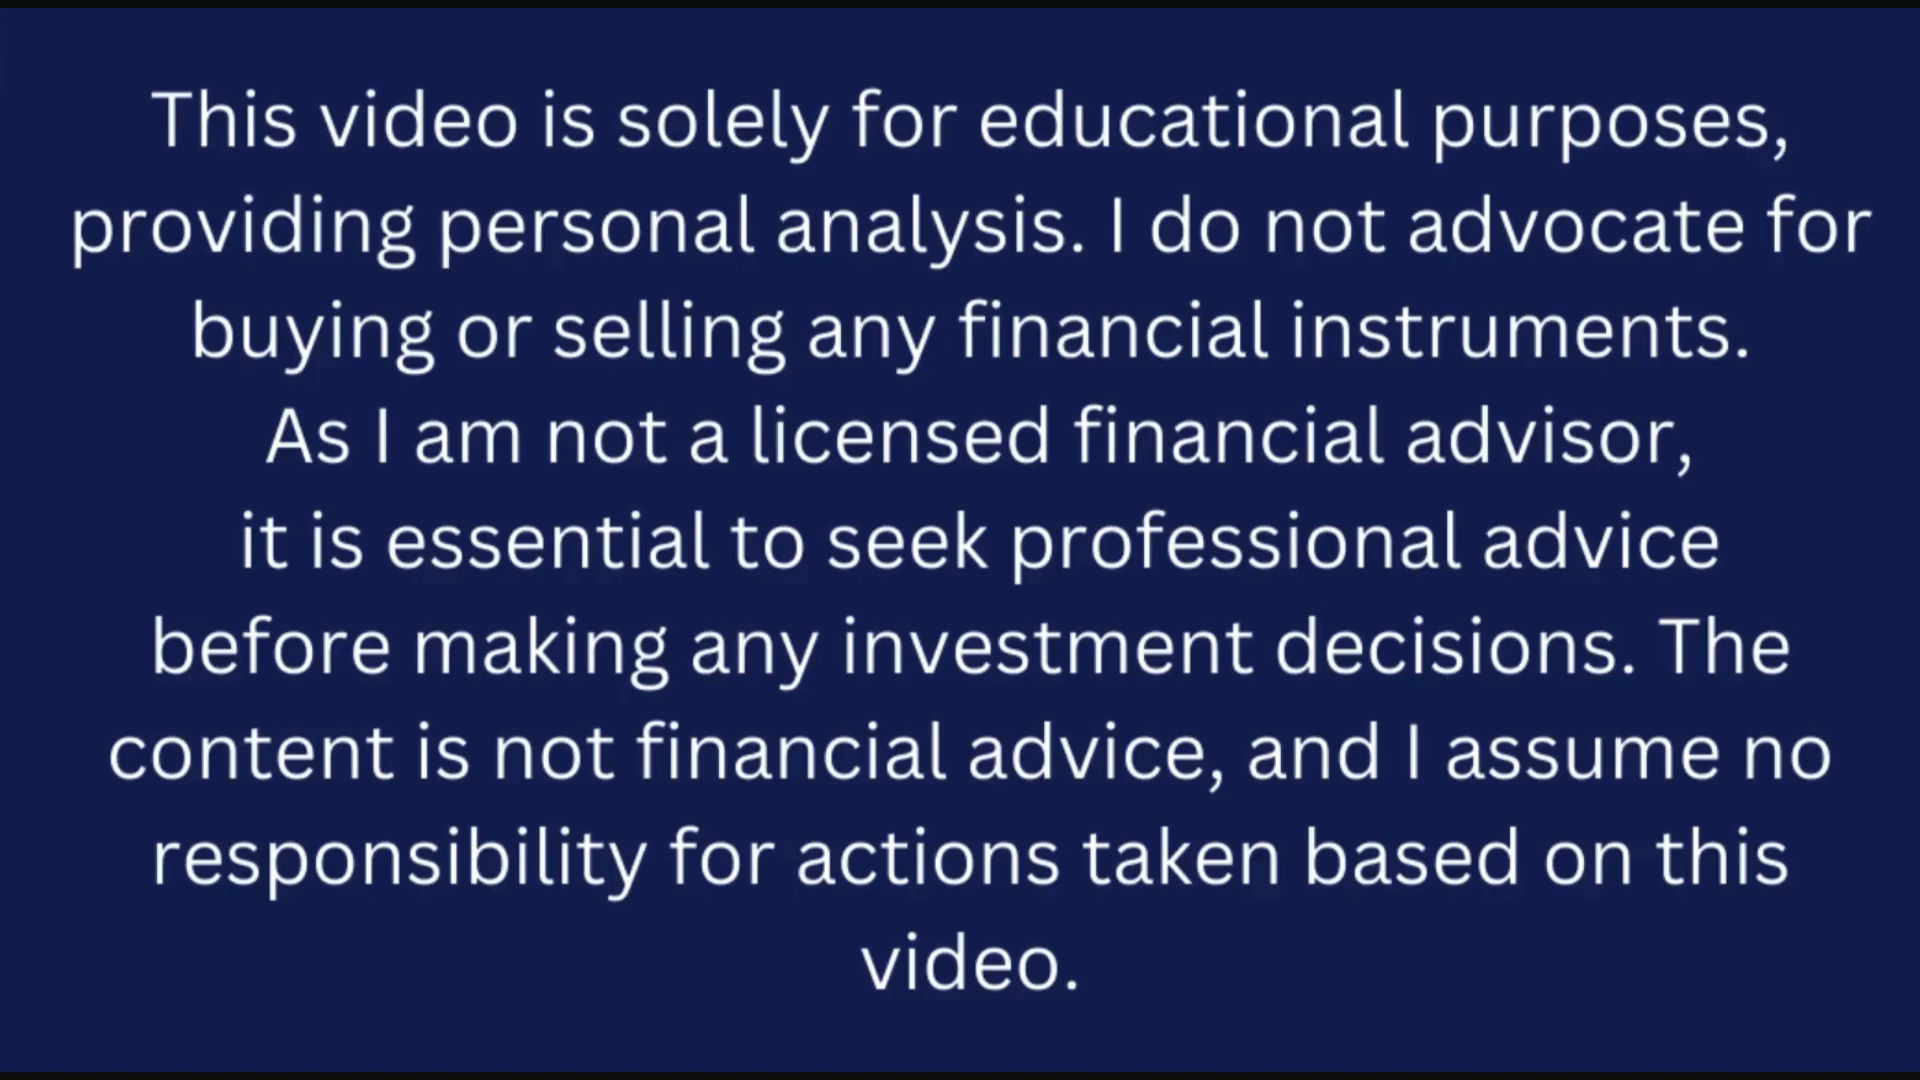 This video is solely for educational purposes,
providing personal analysis. I do not advocate for
buying or selling any financial instruments.
As I am not a licensed financial advisor,
it is essential to seek professional advice
before making any investment decisions. The
content is not financial advice, and I assume no
responsibility for actions taken based on this
video.